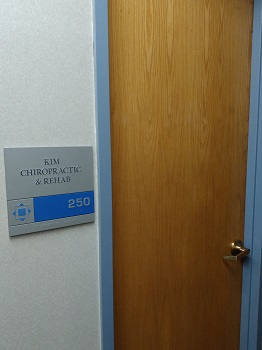 KIM
CHIROPRACTIC
& REHAB
250